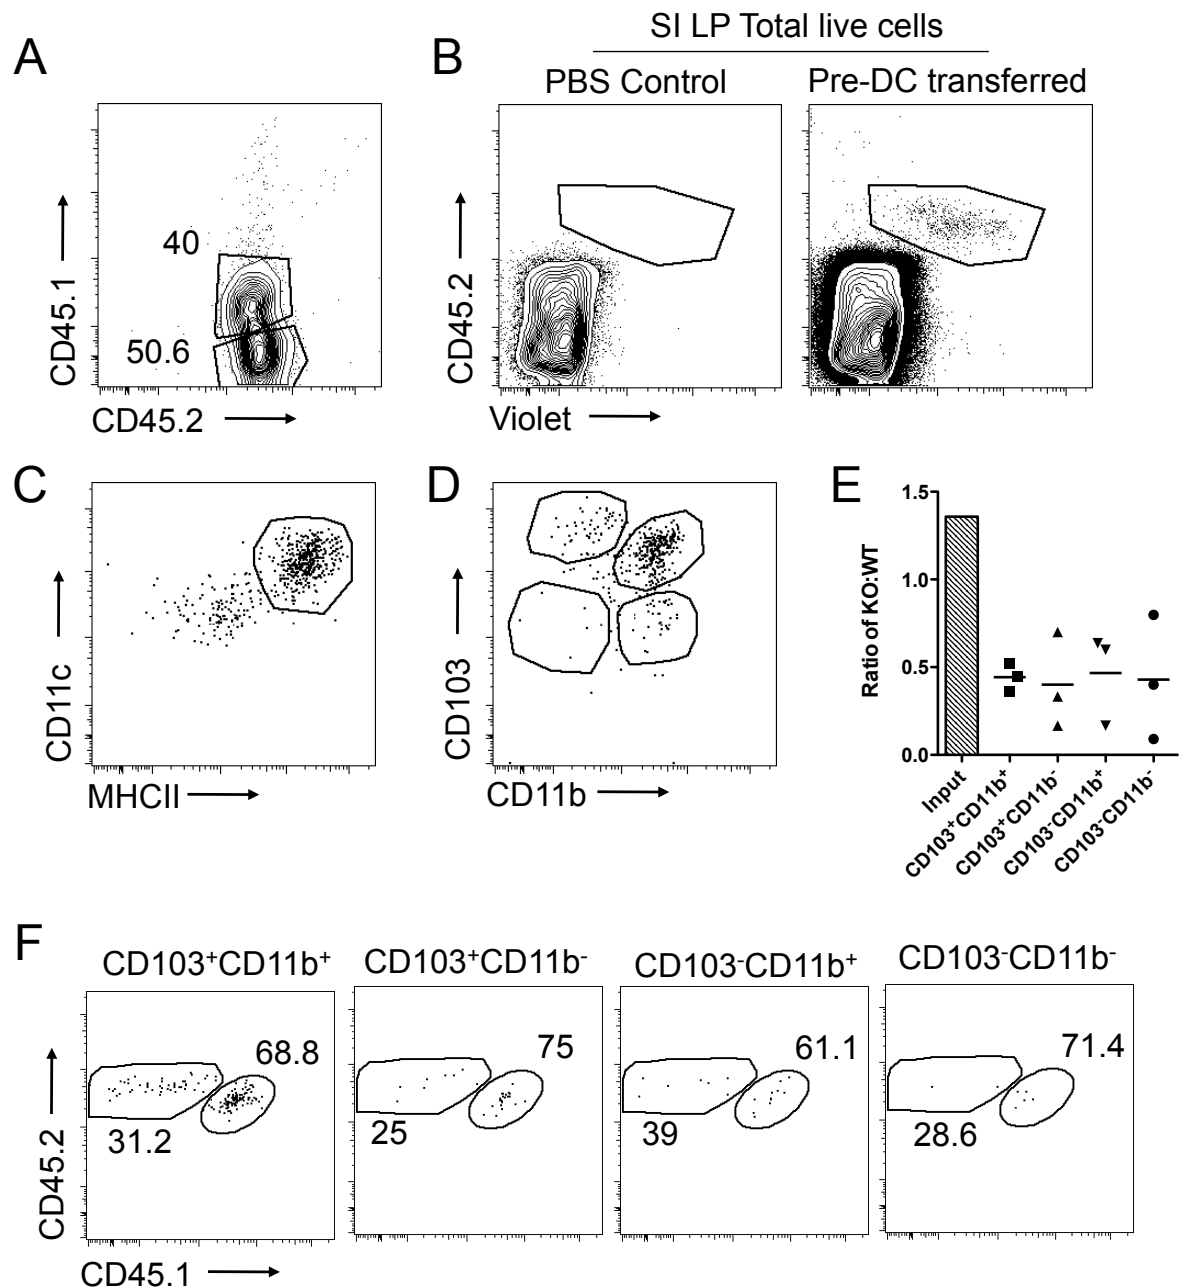 A
B
SI LP Total live cells
PBS Control
Pre-DC transferred
40
50.6
CD45.1
CD45.2
CD45.2
Violet
C
D
E
CD11c
MHCII
CD103
CD11b
Ratio of KO:WT
1.5
1.0
0.5
0.0
Input
CD103⁺CD11b⁺
CD103⁺CD11b⁻
CD103⁻CD11b⁺
CD103⁻CD11b⁻
F
CD103⁺CD11b⁺
CD103⁺CD11b⁻
CD103⁻CD11b⁺
CD103⁻CD11b⁻
68.8
31.2
75
25
61.1
39
71.4
28.6
CD45.2
CD45.1